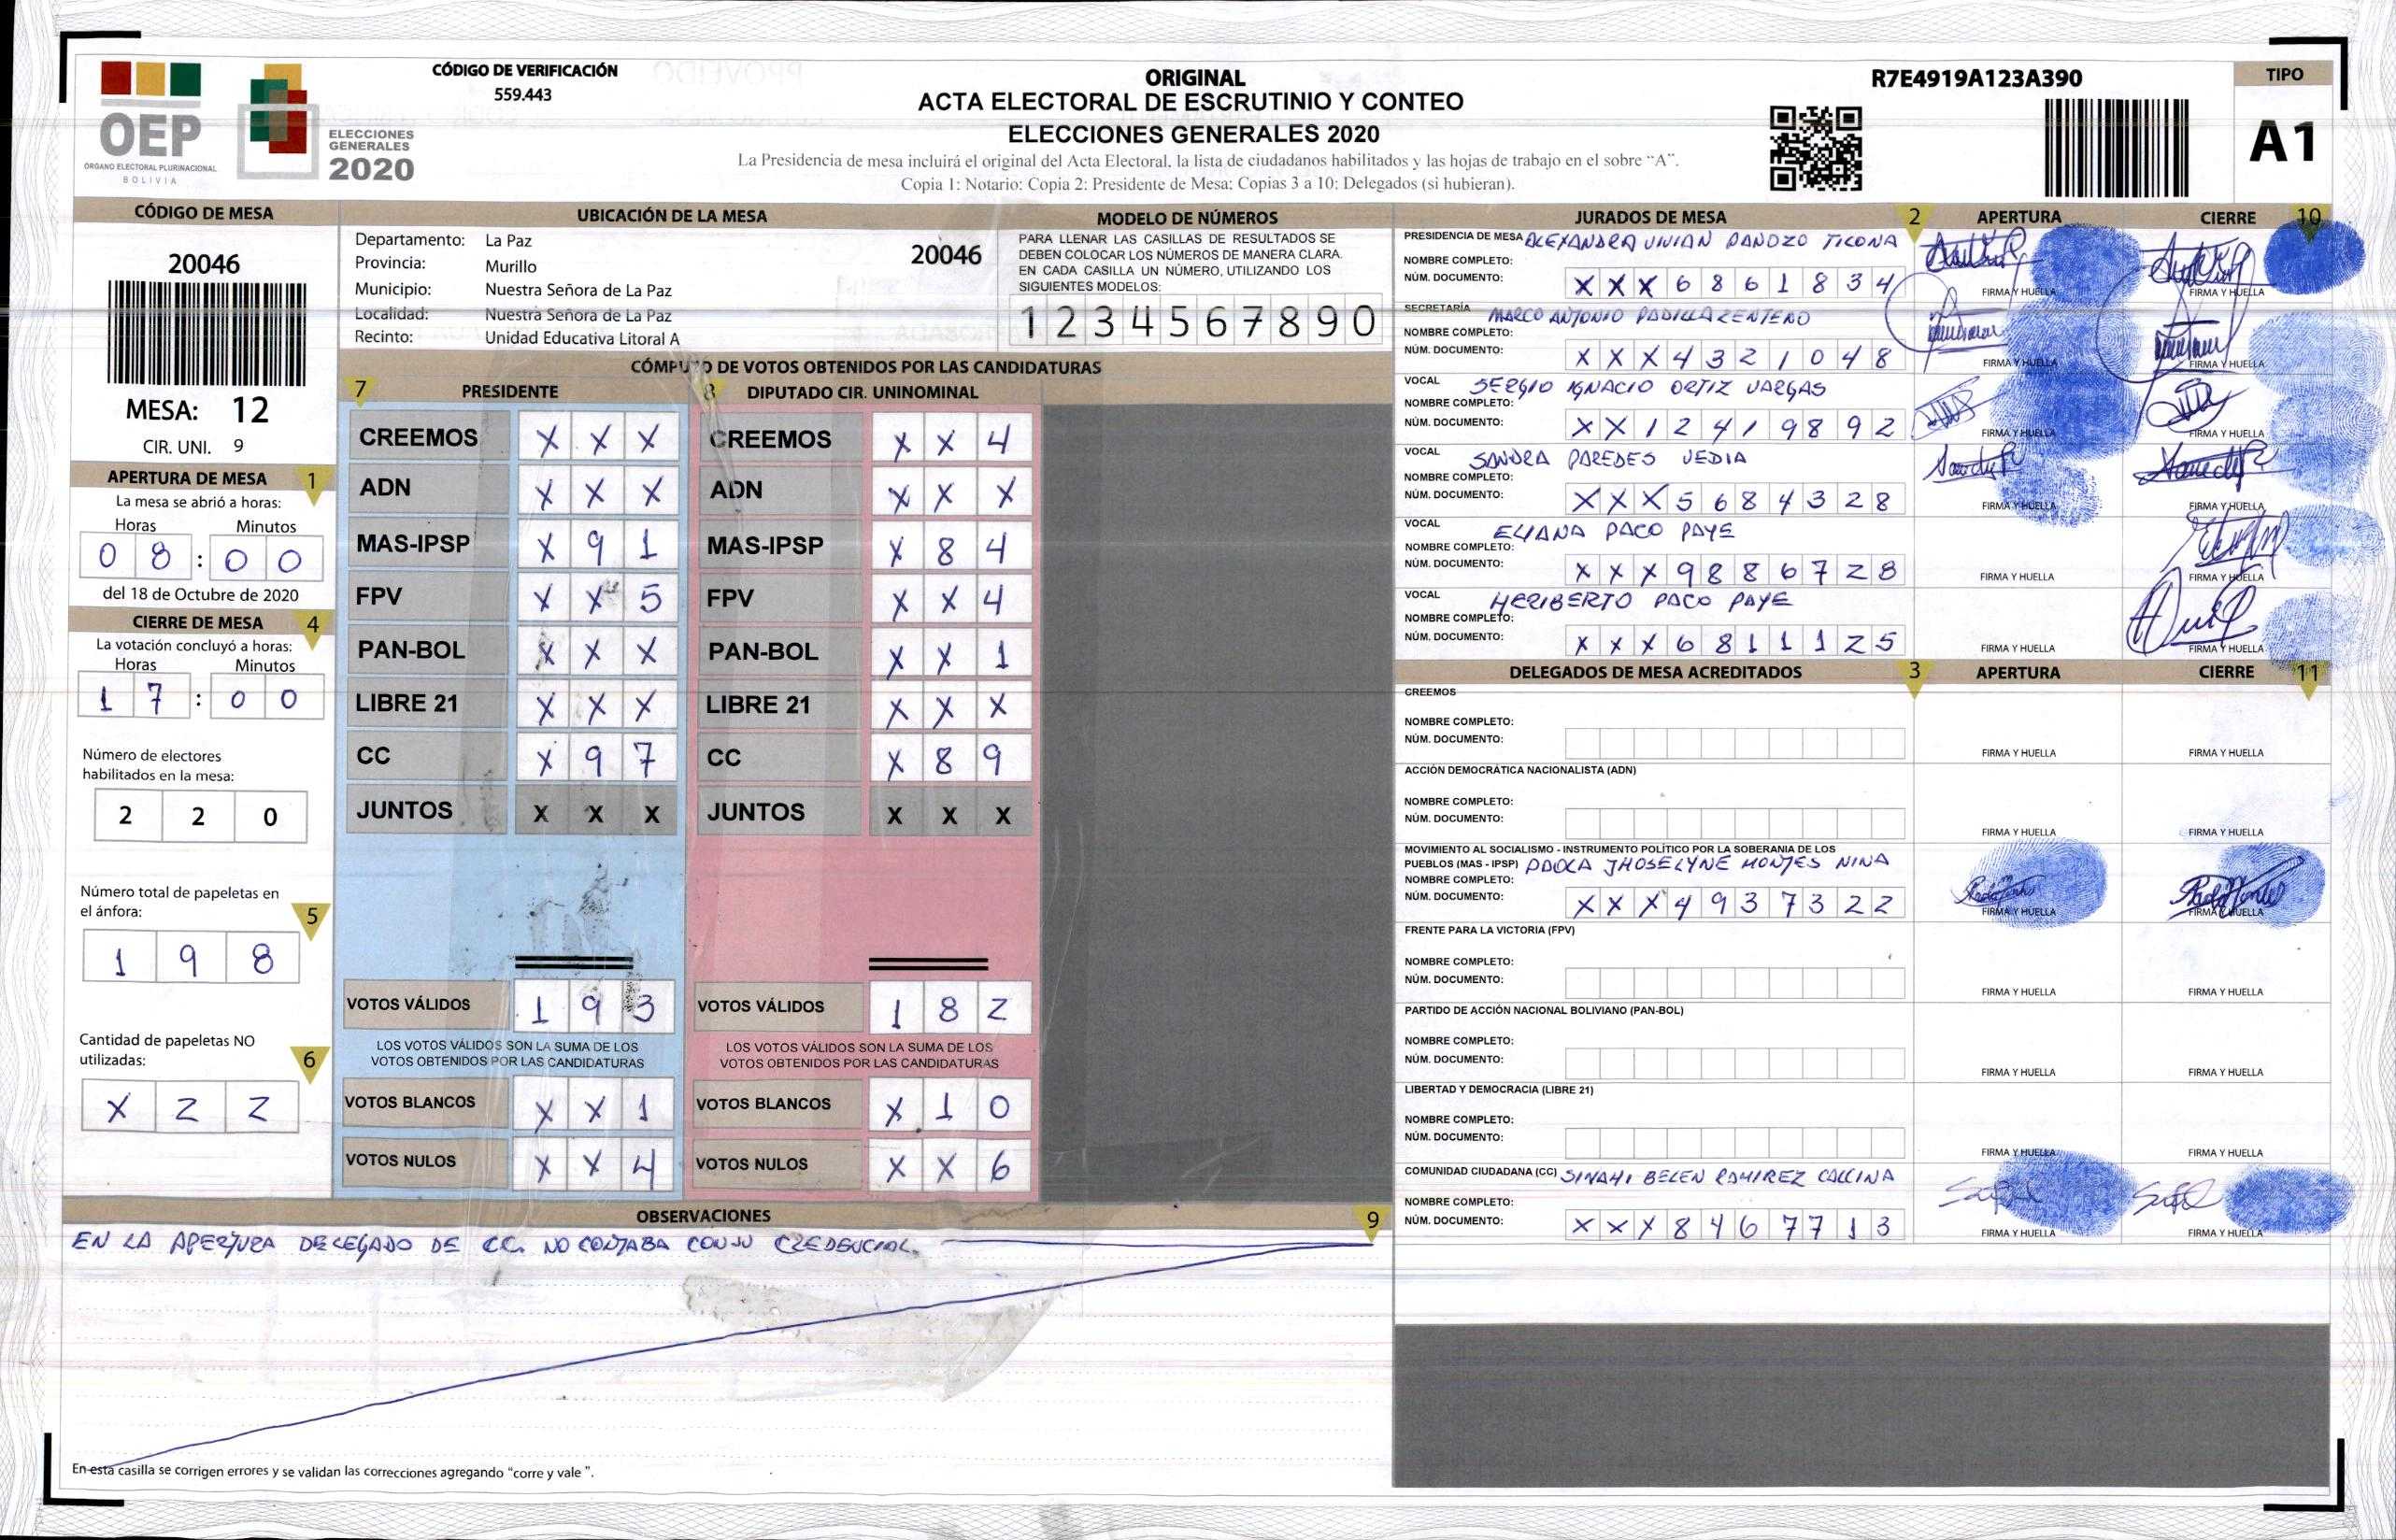 CÓDIGO DE VERIFICACIÓN
559.443
OEP
ÓRGANO ELECTORAL PLURINACIONAL
BOLIVIA
ELECCIONES
GENERALES
2020
ORIGINAL
ACTA ELECTORAL DE ESCRUTINIO Y CONTEO
ELECCIONES GENERALES 2020
La Presidencia de mesa incluirá el original del Acta Electoral, la lista de ciudadanos habilitados y las hojas de trabajo en el sobre “A”.
Copia 1: Notario: Copia 2: Presidente de Mesa: Copias 3 a 10: Delegados (si hubieran).
R7E4919A123A390
TIPO
A1
CÓDIGO DE MESA
20046
MESA: 12
CIR. UNI. 9
APERTURA DE MESA 1
La mesa se abrió a horas:
Horas Minutos
0 8 : 0 0
del 18 de Octubre de 2020
CIERRE DE MESA 4
La votación concluyó a horas:
Horas Minutos
1 7 : 0 0
Número de electores
habilitados en la mesa:
2 2 0
Número total de papeletas en
el ánfora: 5
1 9 8
Cantidad de papeletas NO
utilizadas: 6
X 2 2
UBICACIÓN DE LA MESA
Departamento: La Paz
20046
Provincia: Murillo
Municipio: Nuestra Señora de La Paz
Localidad: Nuestra Señora de La Paz
Recinto: Unidad Educativa Litoral A
MODELO DE NÚMEROS
PARA LLENAR LAS CASILLAS DE RESULTADOS SE
DEBEN COLOCAR LOS NÚMEROS DE MANERA CLARA.
EN CADA CASILLA UN NÚMERO, UTILIZANDO LOS
SIGUIENTES MODELOS:
1 2 3 4 5 6 7 8 9 0
CÓMPUTO DE VOTOS OBTENIDOS POR LAS CANDIDATURAS
7 PRESIDENTE
CREEMOS X X X
ADN X X X
MAS-IPSP X 9 1
FPV X X 5
PAN-BOL X X X
LIBRE 21 X X X
CC X 9 7
JUNTOS X X X
VOTOS VÁLIDOS 1 9 3
LOS VOTOS VÁLIDOS SON LA SUMA DE LOS
VOTOS OBTENIDOS POR LAS CANDIDATURAS
VOTOS BLANCOS X X 1
VOTOS NULOS X X 4
8 DIPUTADO CIR. UNINOMINAL
CREEMOS X X 4
ADN X X X
MAS-IPSP X 8 4
FPV X X 4
PAN-BOL X X 1
LIBRE 21 X X X
CC X 8 9
JUNTOS X X X
VOTOS VÁLIDOS 1 8 2
LOS VOTOS VÁLIDOS SON LA SUMA DE LOS
VOTOS OBTENIDOS POR LAS CANDIDATURAS
VOTOS BLANCOS X 1 0
VOTOS NULOS X X 6
OBSERVACIONES 9
EN LA APERTURA DELEGADO DE CC. NO CONTABA CON SU CREDENCIAL.
En esta casilla se corrigen errores y se validan las correcciones agregando “corre y vale ”.
JURADOS DE MESA 2 APERTURA CIERRE 10
PRESIDENCIA DE MESA ALEXANDRA VIVIAN PANOZO TICONA
NOMBRE COMPLETO:
NÚM. DOCUMENTO: X X X 6 8 6 1 8 3 4 FIRMA Y HUELLA FIRMA Y HUELLA
SECRETARÍA MARCO ANTONIO PADILLA ZENTENO
NOMBRE COMPLETO:
NÚM. DOCUMENTO: X X X 4 3 2 1 0 4 8 FIRMA Y HUELLA FIRMA Y HUELLA
VOCAL SERGIO IGNACIO ORTIZ VARGAS
NOMBRE COMPLETO:
NÚM. DOCUMENTO: X X 1 2 4 1 9 8 9 2 FIRMA Y HUELLA FIRMA Y HUELLA
VOCAL SANDRA PAREDES VEDIA
NOMBRE COMPLETO:
NÚM. DOCUMENTO: X X X 5 6 8 4 3 2 8 FIRMA Y HUELLA FIRMA Y HUELLA
VOCAL ELIANA PACO PAYE
NOMBRE COMPLETO:
NÚM. DOCUMENTO: X X X 9 8 8 6 7 2 8 FIRMA Y HUELLA FIRMA Y HUELLA
VOCAL HERIBERTO PACO PAYE
NOMBRE COMPLETO:
NÚM. DOCUMENTO: X X X 6 8 1 1 1 2 5 FIRMA Y HUELLA FIRMA Y HUELLA
DELEGADOS DE MESA ACREDITADOS 3 APERTURA CIERRE 11
CREEMOS
NOMBRE COMPLETO:
NÚM. DOCUMENTO: FIRMA Y HUELLA FIRMA Y HUELLA
ACCIÓN DEMOCRÁTICA NACIONALISTA (ADN)
NOMBRE COMPLETO:
NÚM. DOCUMENTO: FIRMA Y HUELLA FIRMA Y HUELLA
MOVIMIENTO AL SOCIALISMO - INSTRUMENTO POLÍTICO POR LA SOBERANIA DE LOS
PUEBLOS (MAS - IPSP) PAOLA JHOSELYNE MONTES NINA
NOMBRE COMPLETO:
NÚM. DOCUMENTO: X X X 4 9 3 7 3 2 2 FIRMA Y HUELLA FIRMA Y HUELLA
FRENTE PARA LA VICTORIA (FPV)
NOMBRE COMPLETO:
NÚM. DOCUMENTO: FIRMA Y HUELLA FIRMA Y HUELLA
PARTIDO DE ACCIÓN NACIONAL BOLIVIANO (PAN-BOL)
NOMBRE COMPLETO:
NÚM. DOCUMENTO: FIRMA Y HUELLA FIRMA Y HUELLA
LIBERTAD Y DEMOCRACIA (LIBRE 21)
NOMBRE COMPLETO:
NÚM. DOCUMENTO: FIRMA Y HUELLA FIRMA Y HUELLA
COMUNIDAD CIUDADANA (CC) SINAHI BELEN RAMIREZ CALCINA
NOMBRE COMPLETO:
NÚM. DOCUMENTO: X X X 8 4 6 7 7 1 3 FIRMA Y HUELLA FIRMA Y HUELLA